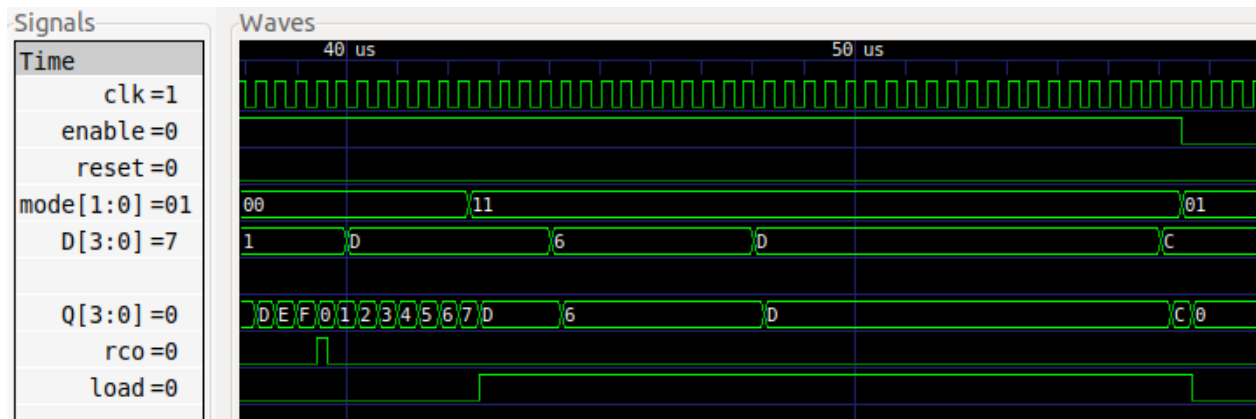 Signals
Waves
Time
40 us
50 us
clk =1
enable =0
reset =0
mode[1:0] =01
00
11
01
D[3:0] =7
1
D
6
D
C
Q[3:0] =0
D E F 0 1 2 3 4 5 6 7 D
6
D
C 0
rco =0
load =0